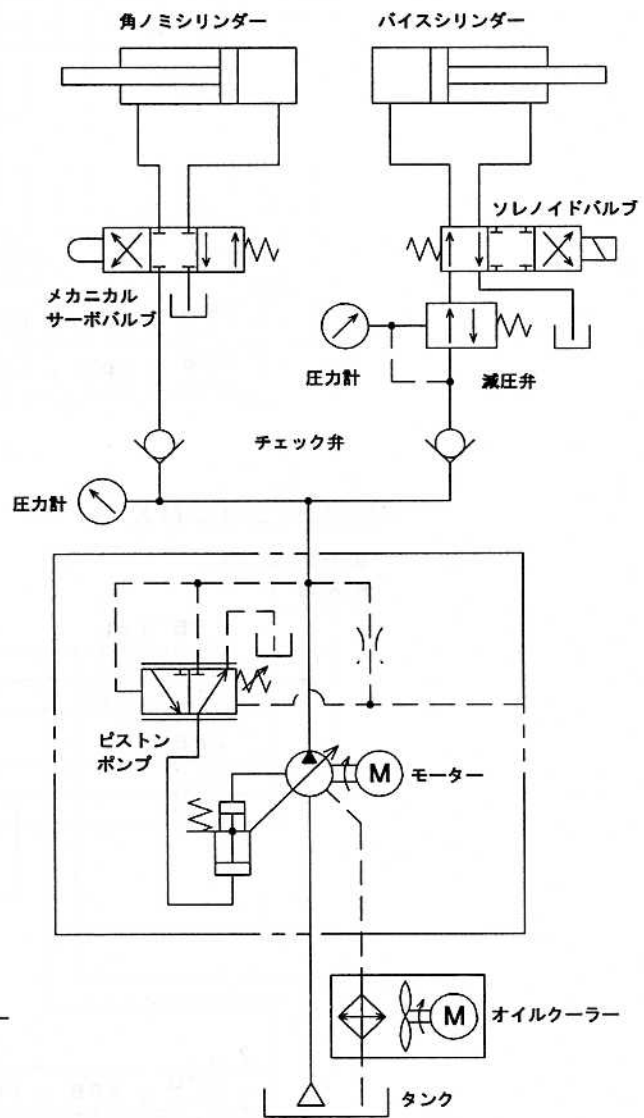 角ノミシリンダー
バイスシリンダー
ソレノイドバルブ
メカニカル
サーボバルブ
圧力計
減圧弁
チェック弁
圧力計
ピストン
ポンプ
M
モーター
M
オイルクーラー
タンク